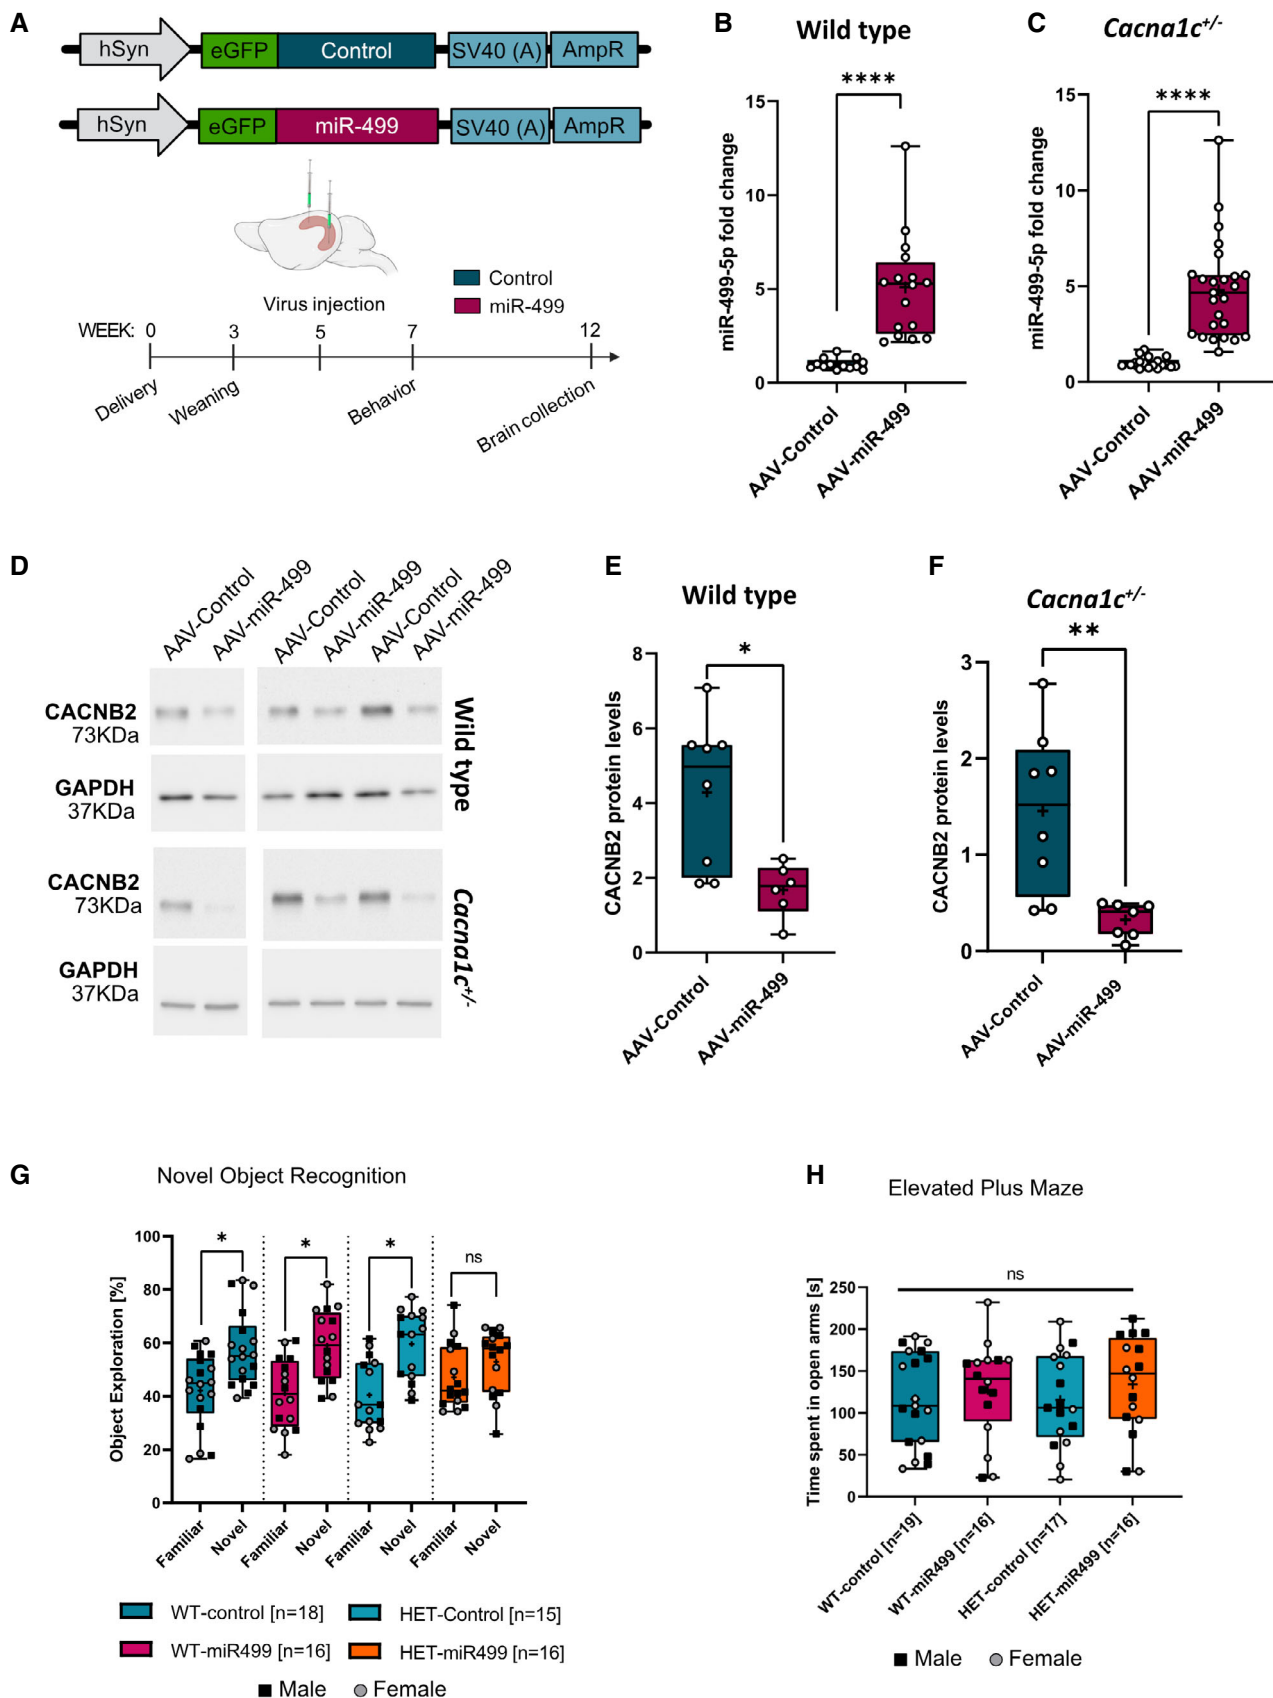 A
hSyn eGFP Control SV40 (A) AmpR
hSyn eGFP miR-499 SV40 (A) AmpR
Control
miR-499
Virus injection
WEEK: 0 3 5 7 12
Delivery Weaning Behavior Brain collection
B
Wild type
****
miR-499-5p fold change
15
10
5
0
AAV-Control AAV-miR-499
C
Cacna1c+/-
****
miR-499-5p fold change
15
10
5
0
AAV-Control AAV-miR-499
D
AAV-Control AAV-miR-499 AAV-Control AAV-miR-499 AAV-Control AAV-miR-499
CACNB2
73KDa
GAPDH
37KDa
Wild type
CACNB2
73KDa
GAPDH
37KDa
Cacna1c+/-
E
Wild type
*
CACNB2 protein levels
8
6
4
2
0
AAV-Control AAV-miR-499
F
Cacna1c+/-
**
CACNB2 protein levels
3
2
1
0
AAV-Control AAV-miR-499
G
Novel Object Recognition
* * * ns
Object Exploration [%]
100
80
60
40
20
0
Familiar Novel Familiar Novel Familiar Novel Familiar Novel
WT-control [n=18] HET-Control [n=15]
WT-miR499 [n=16] HET-miR499 [n=16]
Male Female
H
Elevated Plus Maze
ns
Time spent in open arms [s]
250
200
150
100
50
0
WT-control [n=19] WT-miR499 [n=16] HET-control [n=17] HET-miR499 [n=16]
Male Female